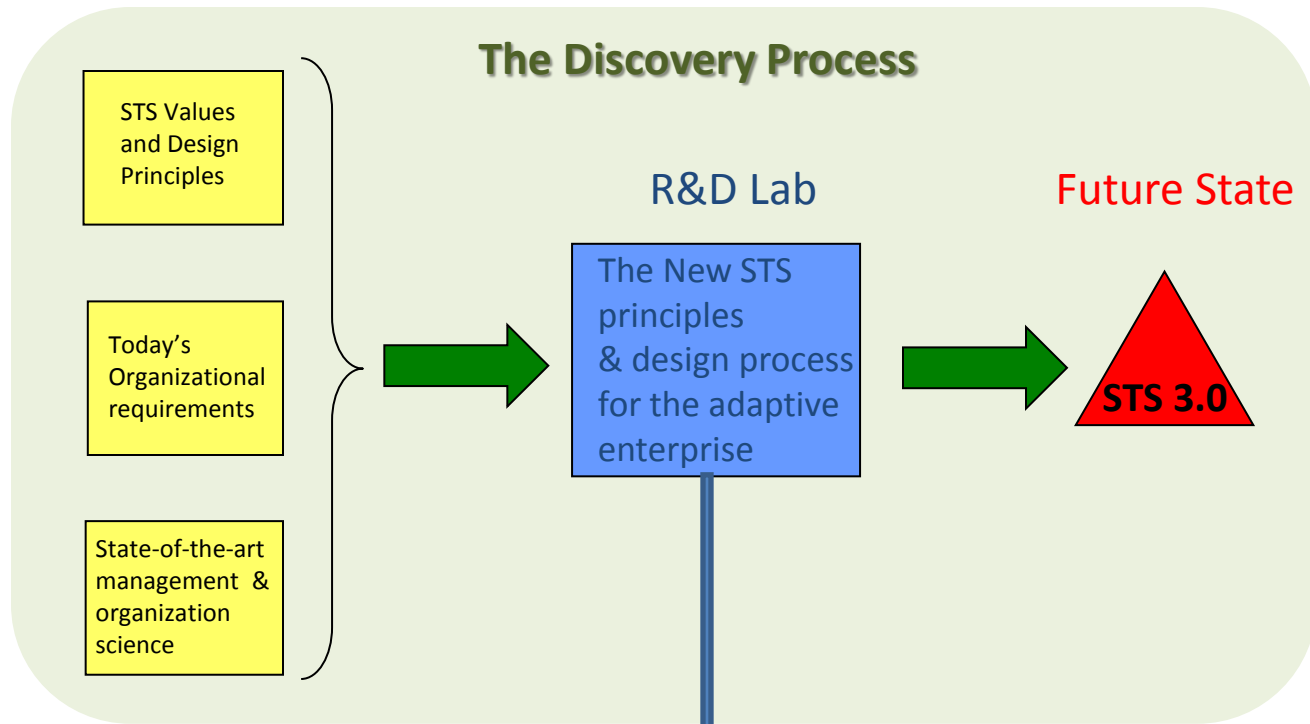 The Discovery Process
STS Values
and Design
Principles
Today’s
Organizational
requirements
State-of-the-art
management &
organization
science
R&D Lab
The New STS
principles
& design process
for the adaptive
enterprise
Future State
STS 3.0